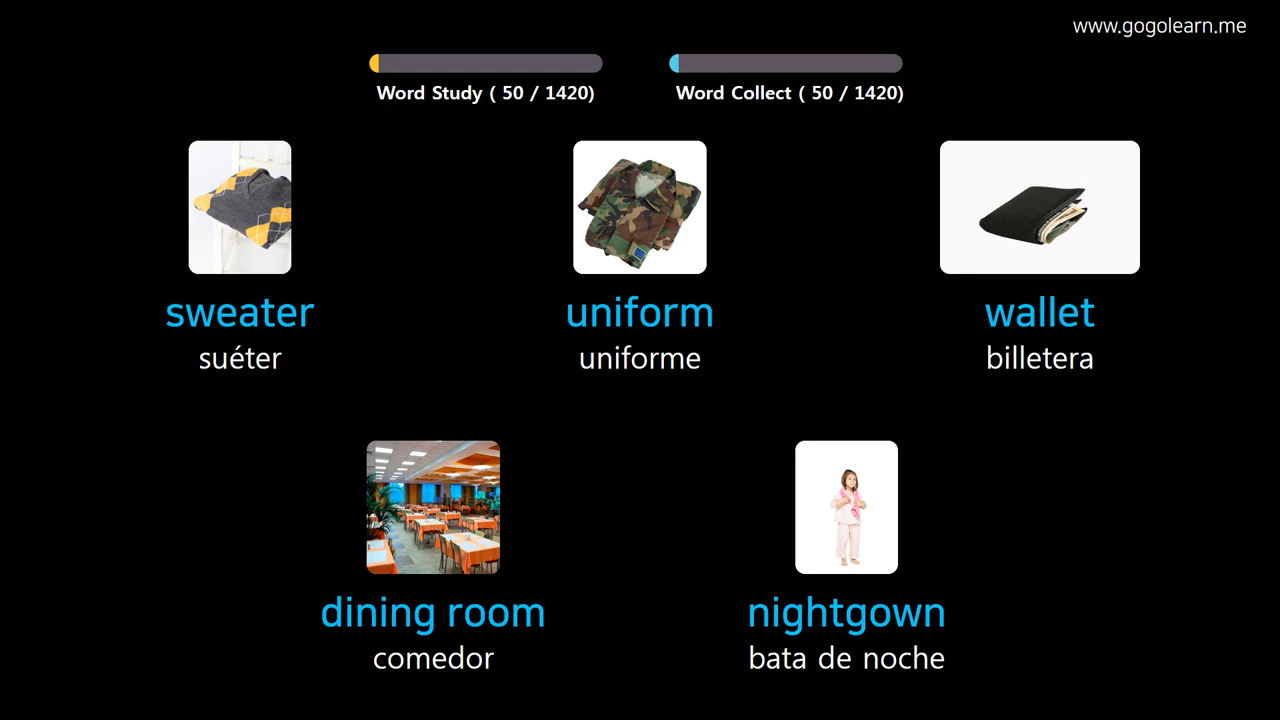 www.gogolearn.me
Word Study ( 50 / 1420)
Word Collect ( 50 / 1420)
sweater
suéter
uniform
uniforme
wallet
billetera
dining room
comedor
nightgown
bata de noche